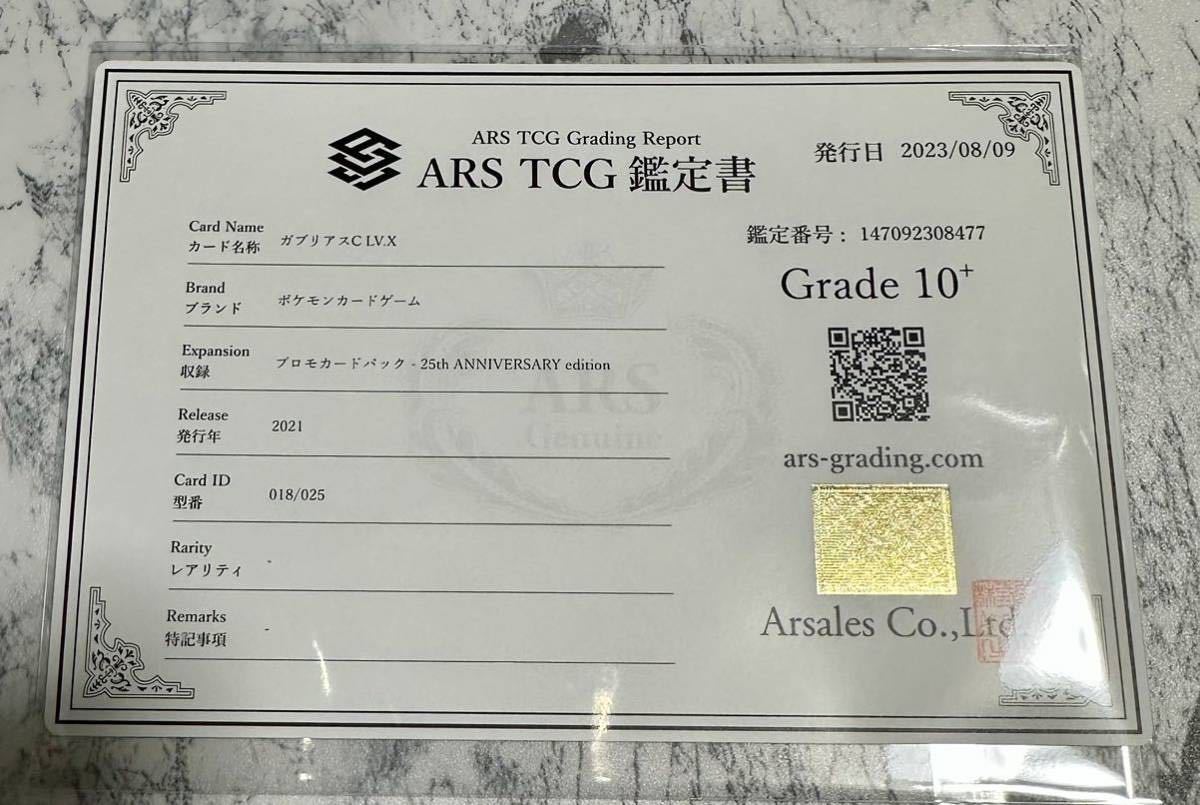 ARS TCG Grading Report
ARS TCG 鑑定書
発行日 2023/08/09
Card Name
カード名称 ガブリアスC LV.X
Brand
ブランド ポケモンカードゲーム
Expansion
収録 プロモカードパック - 25th ANNIVERSARY edition
Release
発行年 2021
Card ID
型番 018/025
Rarity
レアリティ -
Remarks
特記事項 -
鑑定番号： 147092308477
Grade 10+
ars-grading.com
Arsales Co.,Ltd
ARS
Genuine